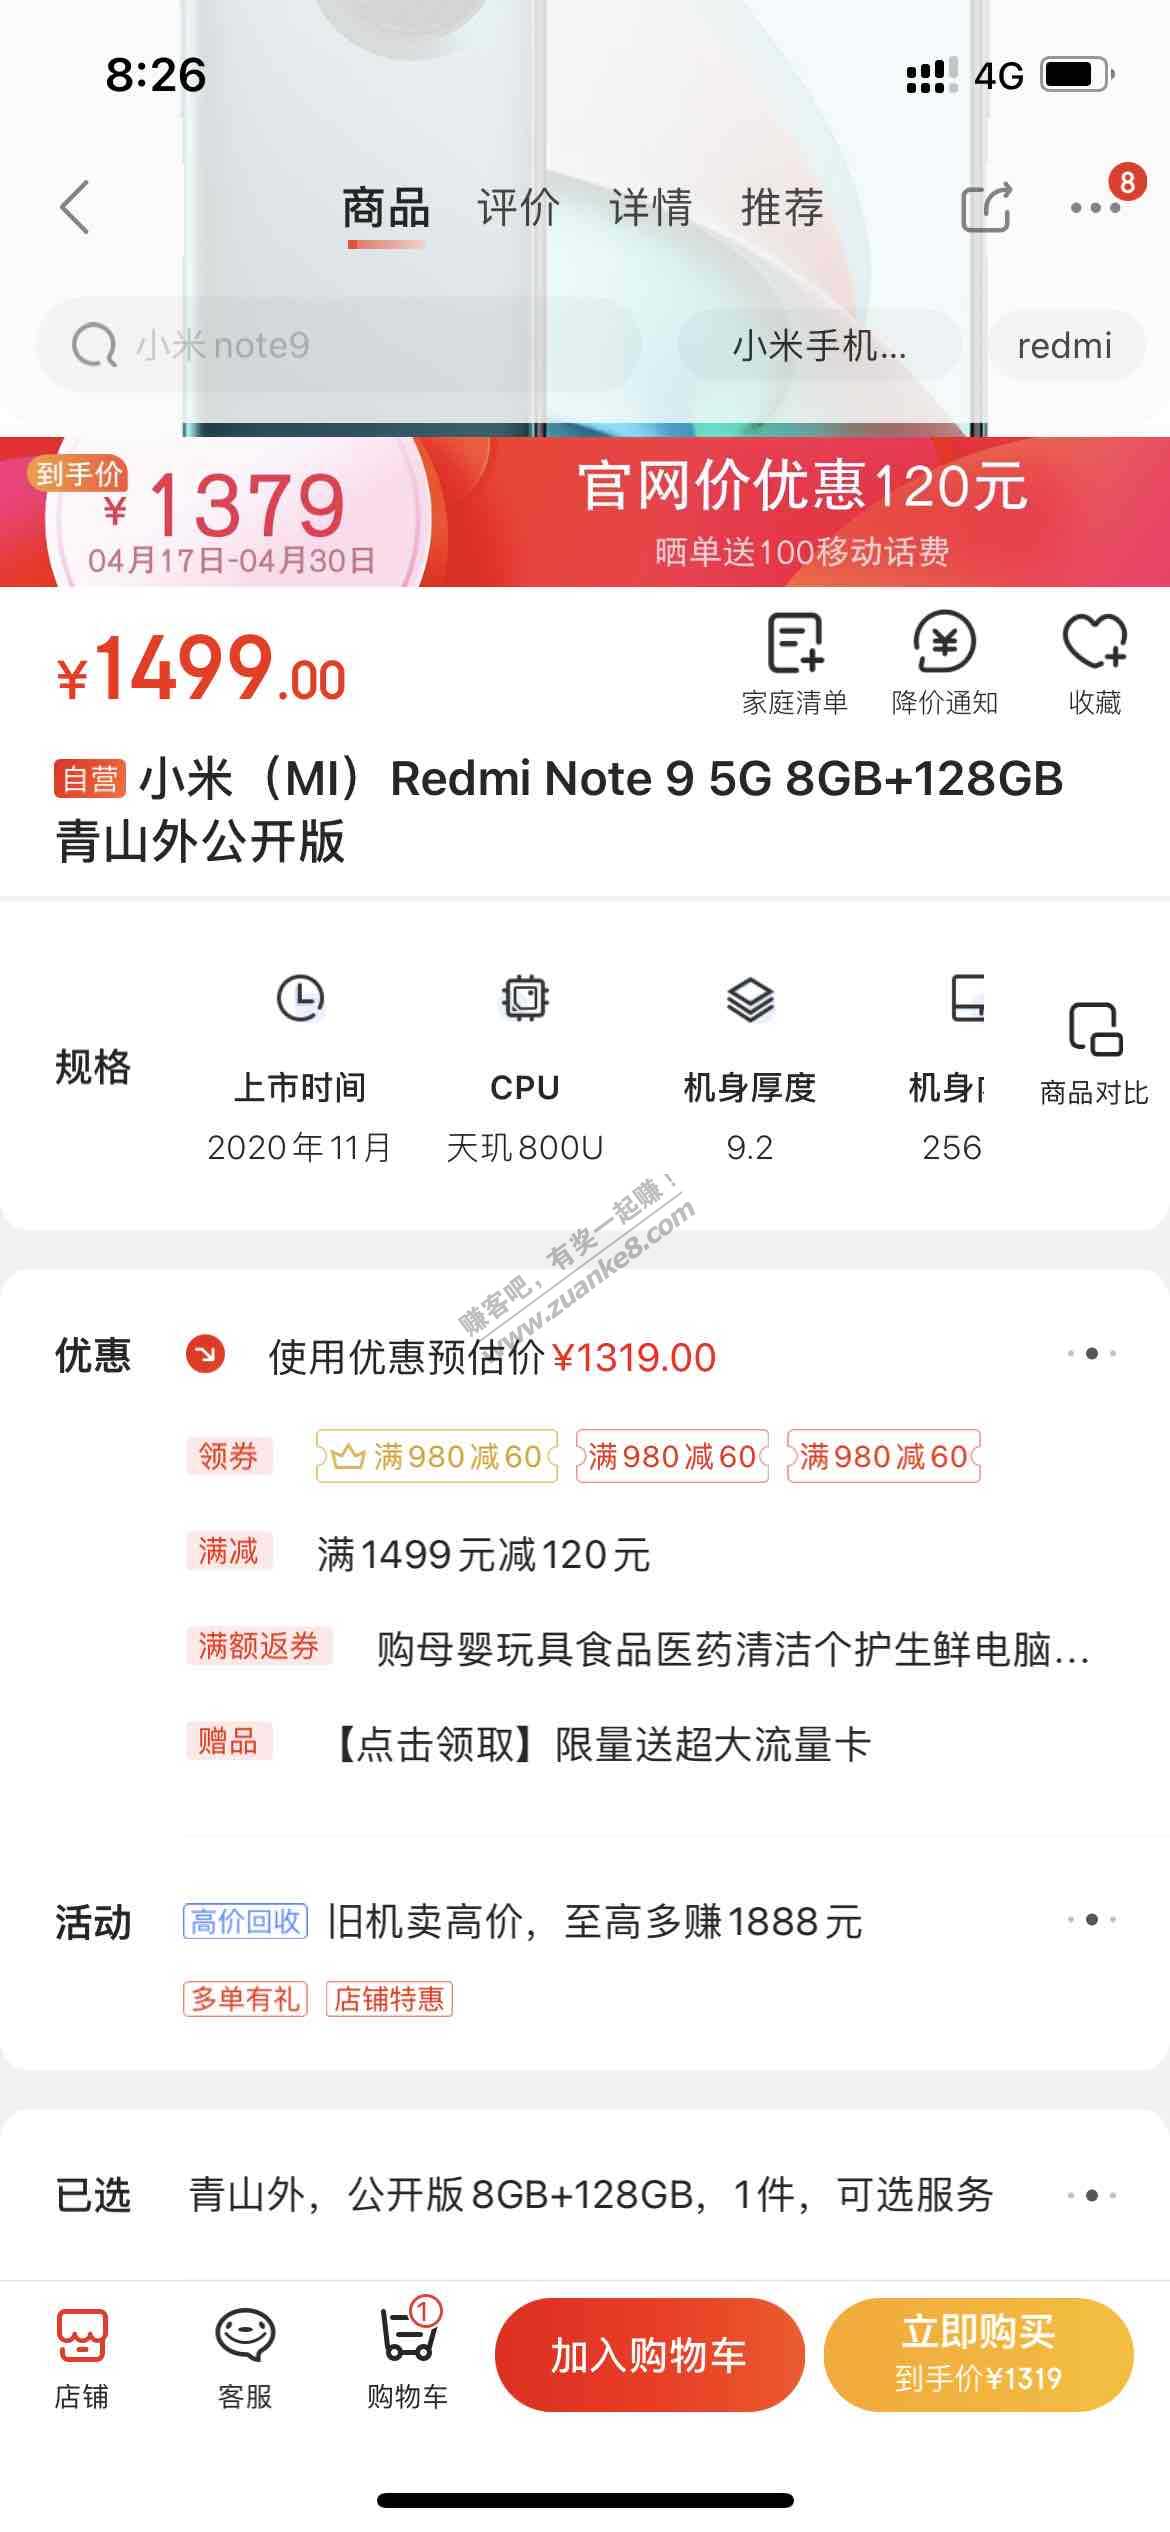 8:26
4G
商品 评价 详情 推荐
8
小米note9 小米手机... redmi
到手价
¥1379
04月17日-04月30日
官网价优惠120元
晒单送100移动话费
¥1499.00
家庭清单 降价通知 收藏
自营 小米（MI）Redmi Note 9 5G 8GB+128GB
青山外公开版
规格
上市时间 CPU 机身厚度 机身
2020年11月 天玑800U 9.2 256
商品对比
赚客吧，有奖一起赚！
www.zuanke8.com
优惠 使用优惠预估价¥1319.00
领券 满980减60 满980减60 满980减60
满减 满1499元减120元
满额返券 购母婴玩具食品医药清洁个护生鲜电脑...
赠品 【点击领取】限量送超大流量卡
活动 高价回收 旧机卖高价，至高多赚1888元
多单有礼 店铺特惠
已选 青山外，公开版8GB+128GB，1件，可选服务
1
店铺 客服 购物车
加入购物车
立即购买
到手价¥1319